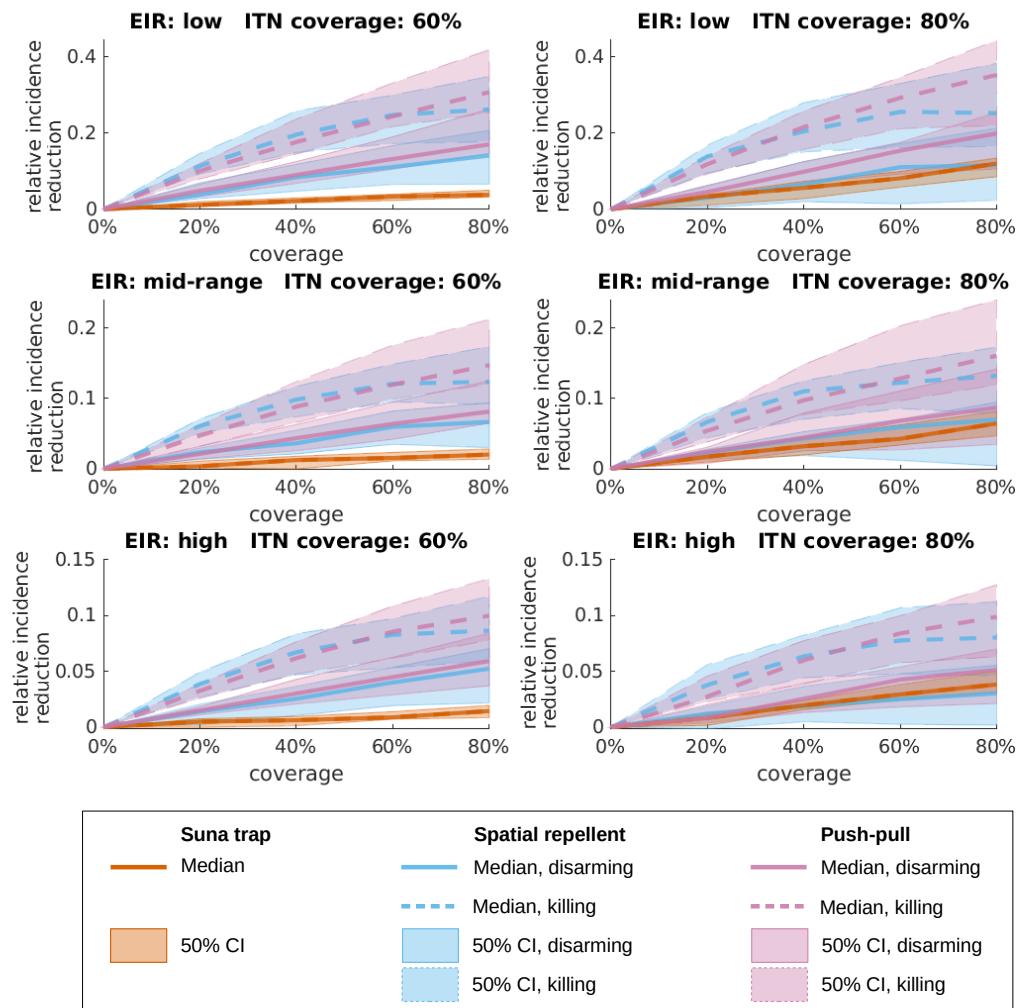 EIR: low   ITN coverage: 60%
relative incidence
reduction
0.4
0.2
0
0%
20%
40%
60%
80%
coverage
EIR: low   ITN coverage: 80%
relative incidence
reduction
0.4
0.2
0
0%
20%
40%
60%
80%
coverage
EIR: mid-range   ITN coverage: 60%
relative incidence
reduction
0.2
0.1
0
0%
20%
40%
60%
80%
coverage
EIR: mid-range   ITN coverage: 80%
relative incidence
reduction
0.2
0.1
0
0%
20%
40%
60%
80%
coverage
EIR: high   ITN coverage: 60%
relative incidence
reduction
0.15
0.1
0.05
0
0%
20%
40%
60%
80%
coverage
EIR: high   ITN coverage: 80%
relative incidence
reduction
0.15
0.1
0.05
0
0%
20%
40%
60%
80%
coverage
Suna trap
Median
50% CI
Spatial repellent
Median, disarming
Median, killing
50% CI, disarming
50% CI, killing
Push-pull
Median, disarming
Median, killing
50% CI, disarming
50% CI, killing